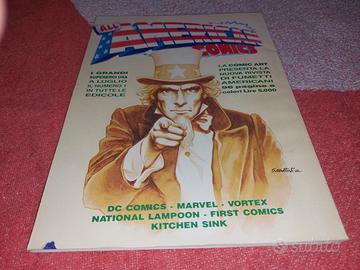 ALL
AMERICAN
COMICS
I GRANDI
SUPEREROI USA
A LUGLIO
IL NUMERO 1
IN TUTTE LE
EDICOLE
LA COMIC ART
PRESENTA LA
NUOVA RIVISTA
DI FUMETTI
AMERICANI
96 pagine a
colori Lire 5.000
DC COMICS - MARVEL - VORTEX
NATIONAL LAMPOON - FIRST COMICS
KITCHEN SINK
subito